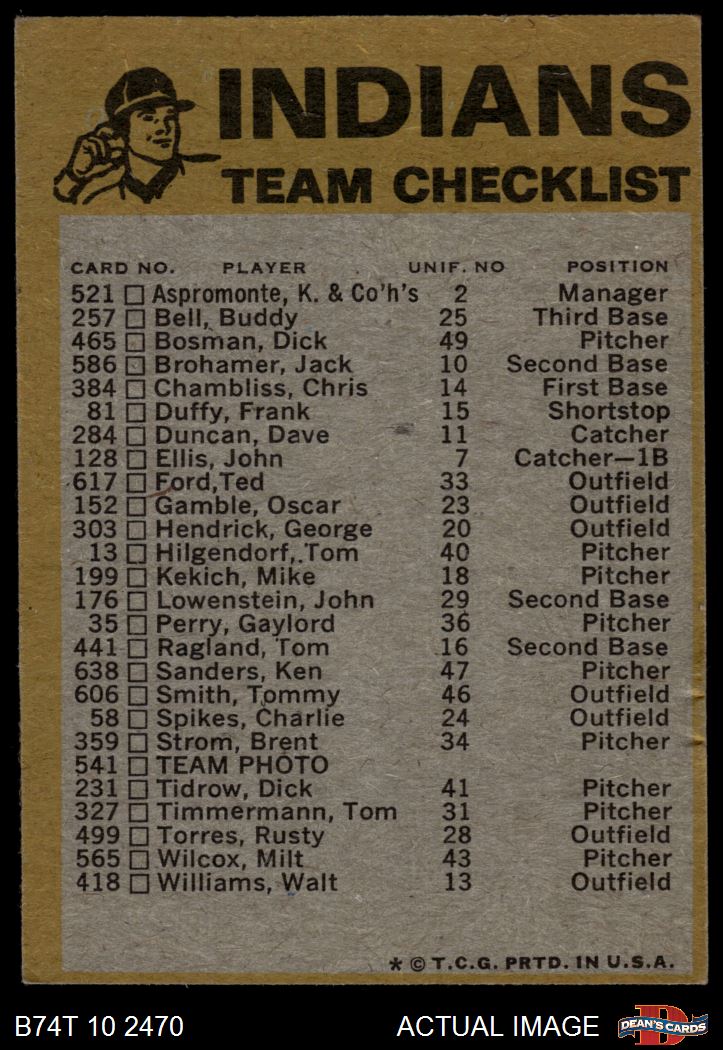 INDIANS
TEAM CHECKLIST
CARD NO. PLAYER UNIF. NO POSITION
521 Aspromonte, K. & Co'h's 2 Manager
257 Bell, Buddy 25 Third Base
465 Bosman, Dick 49 Pitcher
586 Brohamer, Jack 10 Second Base
384 Chambliss, Chris 14 First Base
81 Duffy, Frank 15 Shortstop
284 Duncan, Dave 11 Catcher
128 Ellis, John 7 Catcher—1B
617 Ford,Ted 33 Outfield
152 Gamble, Oscar 23 Outfield
303 Hendrick, George 20 Outfield
13 Hilgendorf, Tom 40 Pitcher
199 Kekich, Mike 18 Pitcher
176 Lowenstein, John 29 Second Base
35 Perry, Gaylord 36 Pitcher
441 Ragland, Tom 16 Second Base
638 Sanders, Ken 47 Pitcher
606 Smith, Tommy 46 Outfield
58 Spikes, Charlie 24 Outfield
359 Strom, Brent 34 Pitcher
541 TEAM PHOTO
231 Tidrow, Dick 41 Pitcher
327 Timmermann, Tom 31 Pitcher
499 Torres, Rusty 28 Outfield
565 Wilcox, Milt 43 Pitcher
418 Williams, Walt 13 Outfield
* © T.C.G. PRTD. IN U.S.A.
B74T 10 2470 ACTUAL IMAGE D DEAN'S CARDS